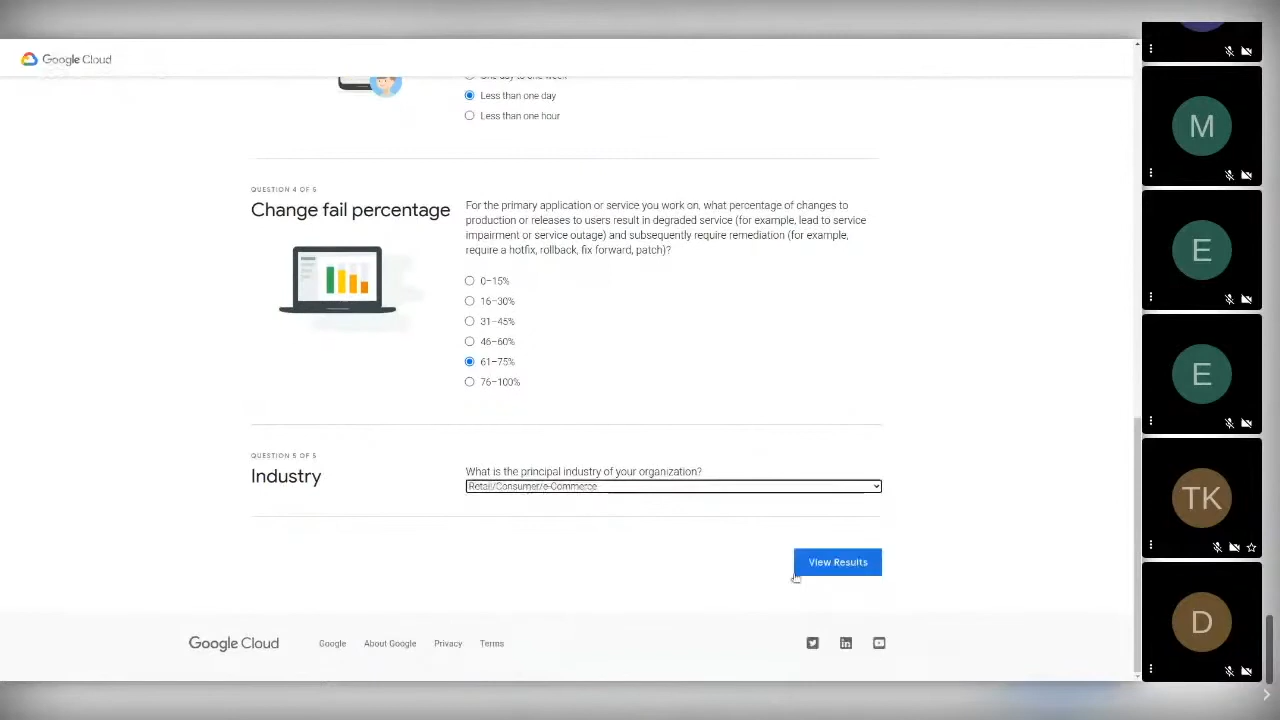 Google Cloud
One day to one week
Less than one day
Less than one hour
QUESTION 4 OF 5
Change fail percentage
For the primary application or service you work on, what percentage of changes to
production or releases to users result in degraded service (for example, lead to service
impairment or service outage) and subsequently require remediation (for example,
require a hotfix, rollback, fix forward, patch)?
0–15%
16–30%
31–45%
46–60%
61–75%
76–100%
QUESTION 5 OF 5
Industry
What is the principal industry of your organization?
Retail/Consumer/e-Commerce
View Results
Google Cloud
Google
About Google
Privacy
Terms
M
E
E
TK
D